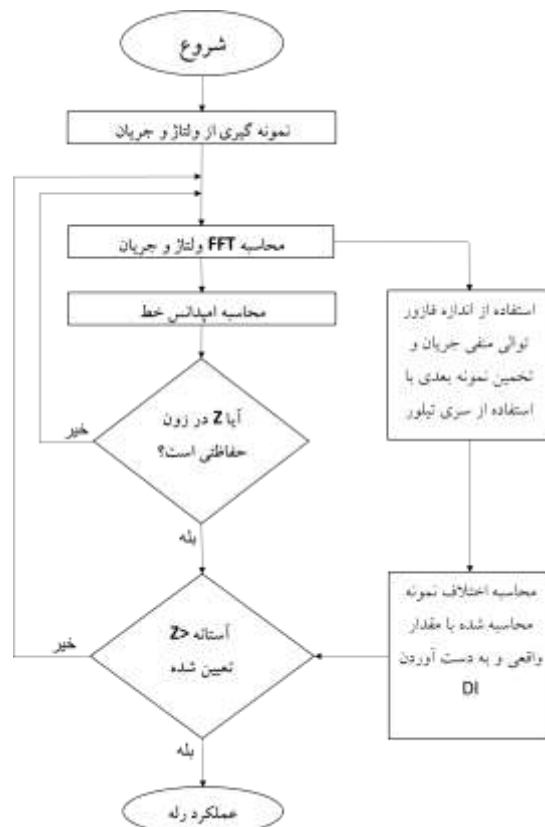 شروع
نمونه گیری از ولتاژ و جریان
محاسبه FFT ولتاژ و جریان
محاسبه امپدانس خط
استفاده از اندازه فازور
توالی منفی جریان و
تخمین نمونه بعدی با
استفاده از سری تیلور
آیا Z در زون
حفاظتی است؟
خیر
بله
محاسبه اختلاف نمونه
محاسبه شده با مقدار
واقعی و به دست آوردن
DI
آستانه <Z
تعیین شده
خیر
بله
عملکرد رله